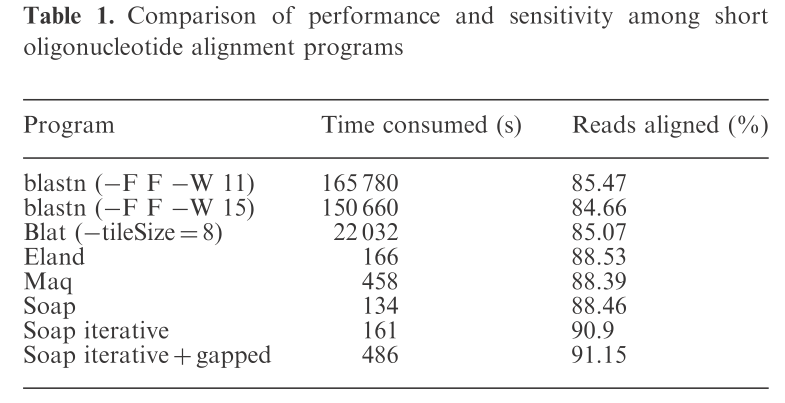 Table 1. Comparison of performance and sensitivity among short
oligonucleotide alignment programs
Program Time consumed (s) Reads aligned (%)
blastn (−F F −W 11) 165 780 85.47
blastn (−F F −W 15) 150 660 84.66
Blat (−tileSize = 8) 22 032 85.07
Eland 166 88.53
Maq 458 88.39
Soap 134 88.46
Soap iterative 161 90.9
Soap iterative + gapped 486 91.15